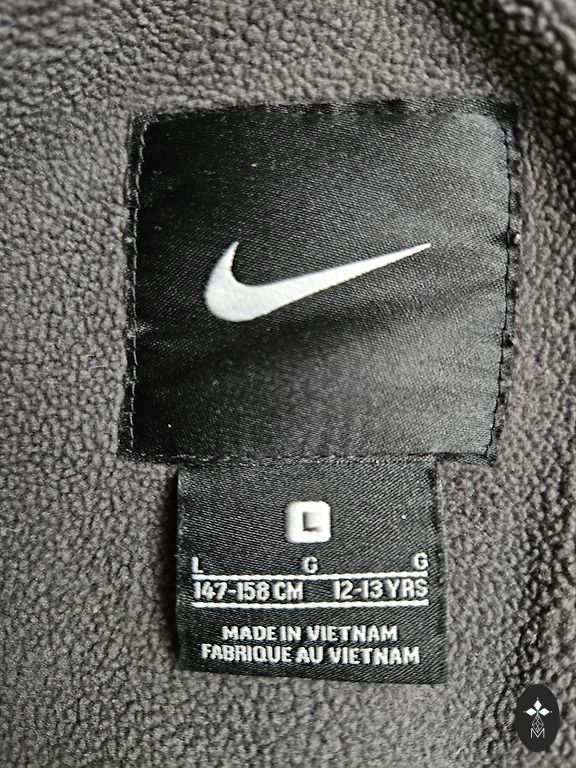 L
L G G
147-158 CM 12-13 YRS
MADE IN VIETNAM
FABRIQUE AU VIETNAM
M